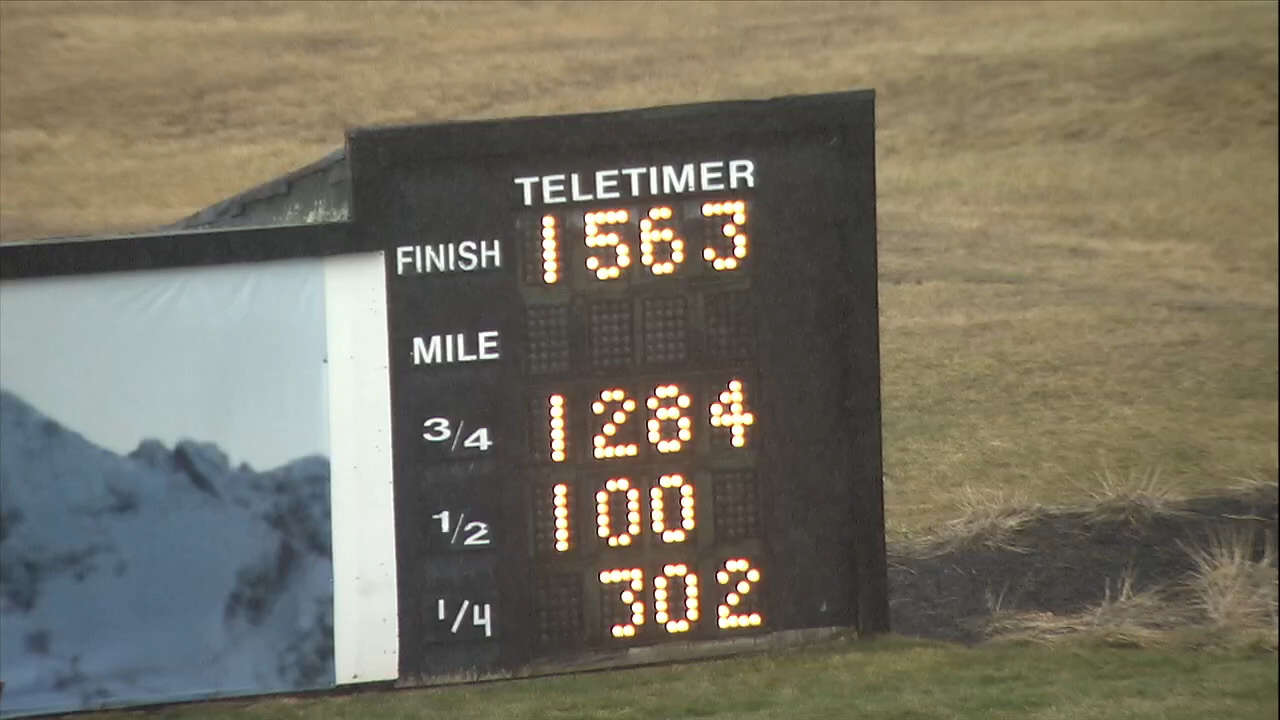 TELETIMER
FINISH 1563
MILE
3/4 1284
1/2 100
1/4 302